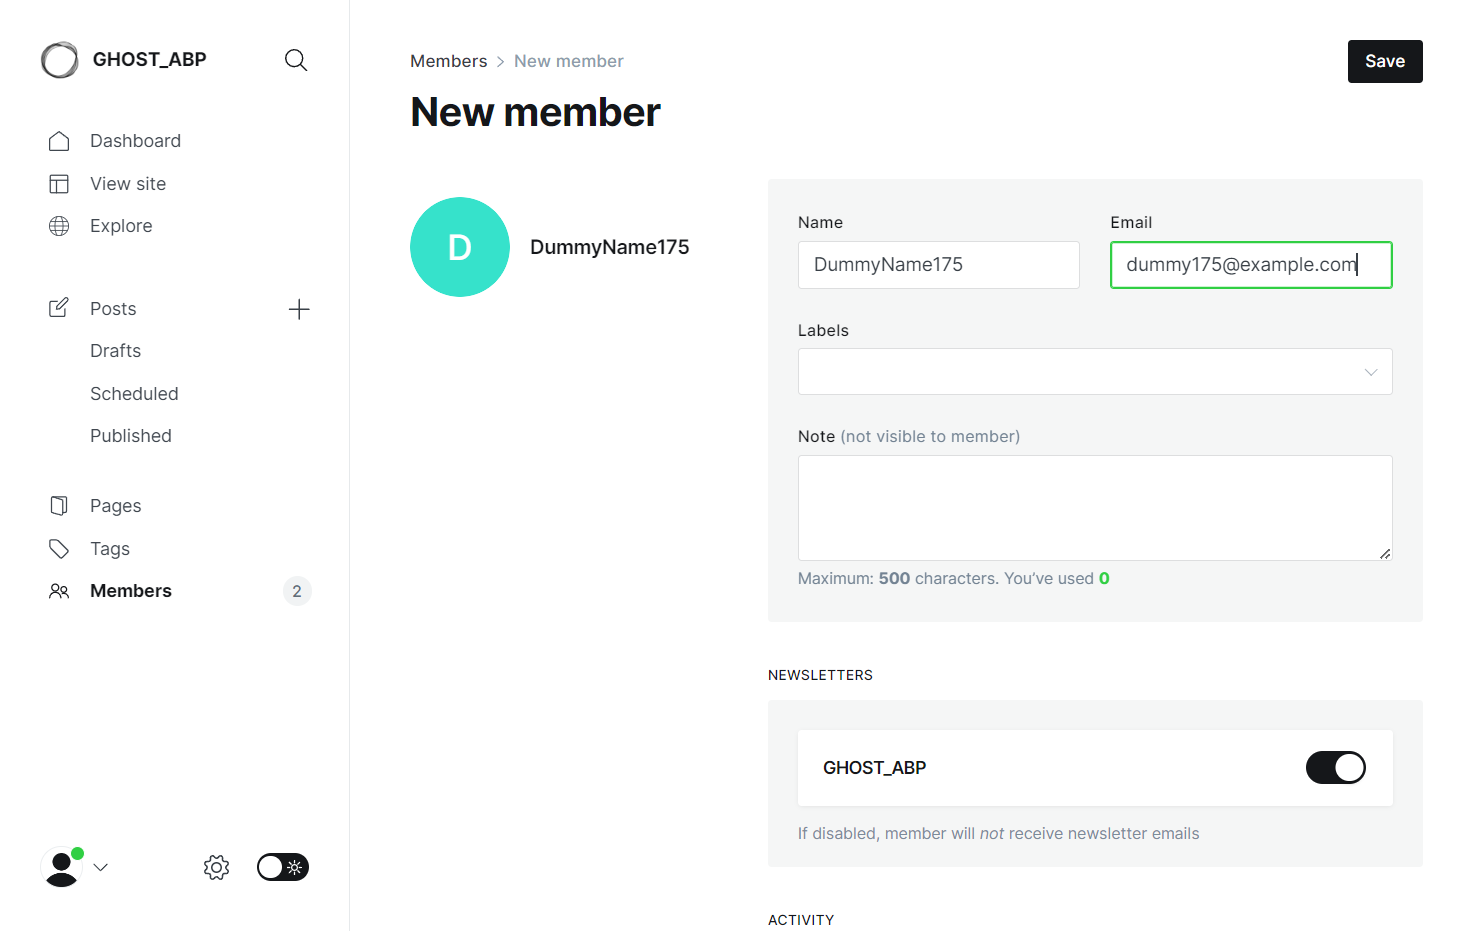 GHOST_ABP
Dashboard
View site
Explore
Posts
Drafts
Scheduled
Published
Pages
Tags
Members 2
Members > New member
Save
New member
D
DummyName175
Name
DummyName175
Email
dummy175@example.com
Labels
Note (not visible to member)
Maximum: 500 characters. You’ve used 0
NEWSLETTERS
GHOST_ABP
If disabled, member will not receive newsletter emails
ACTIVITY